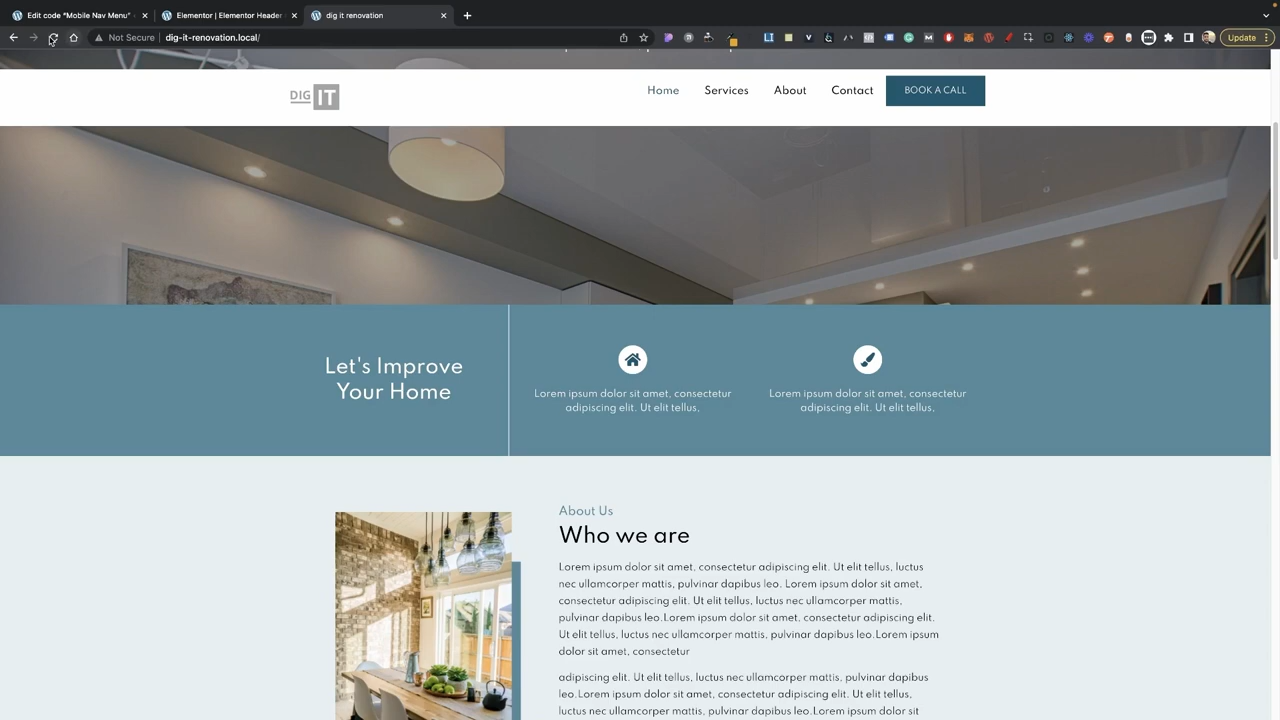 Edit code "Mobile Nav Menu"
Elementor | Elementor Header
dig it renovation
Not Secure
dig-it-renovation.local/
Update
DIG IT
Home
Services
About
Contact
BOOK A CALL
Let's Improve
Your Home
Lorem ipsum dolor sit amet, consectetur
adipiscing elit. Ut elit tellus,
Lorem ipsum dolor sit amet, consectetur
adipiscing elit. Ut elit tellus,
About Us
Who we are
Lorem ipsum dolor sit amet, consectetur adipiscing elit. Ut elit tellus, luctus
nec ullamcorper mattis, pulvinar dapibus leo. Lorem ipsum dolor sit amet,
consectetur adipiscing elit. Ut elit tellus, luctus nec ullamcorper mattis,
pulvinar dapibus leo.Lorem ipsum dolor sit amet, consectetur adipiscing elit.
Ut elit tellus, luctus nec ullamcorper mattis, pulvinar dapibus leo.Lorem ipsum
dolor sit amet, consectetur
adipiscing elit. Ut elit tellus, luctus nec ullamcorper mattis, pulvinar dapibus
leo.Lorem ipsum dolor sit amet, consectetur adipiscing elit. Ut elit tellus,
luctus nec ullamcorper mattis, pulvinar dapibus leo.Lorem ipsum dolor sit